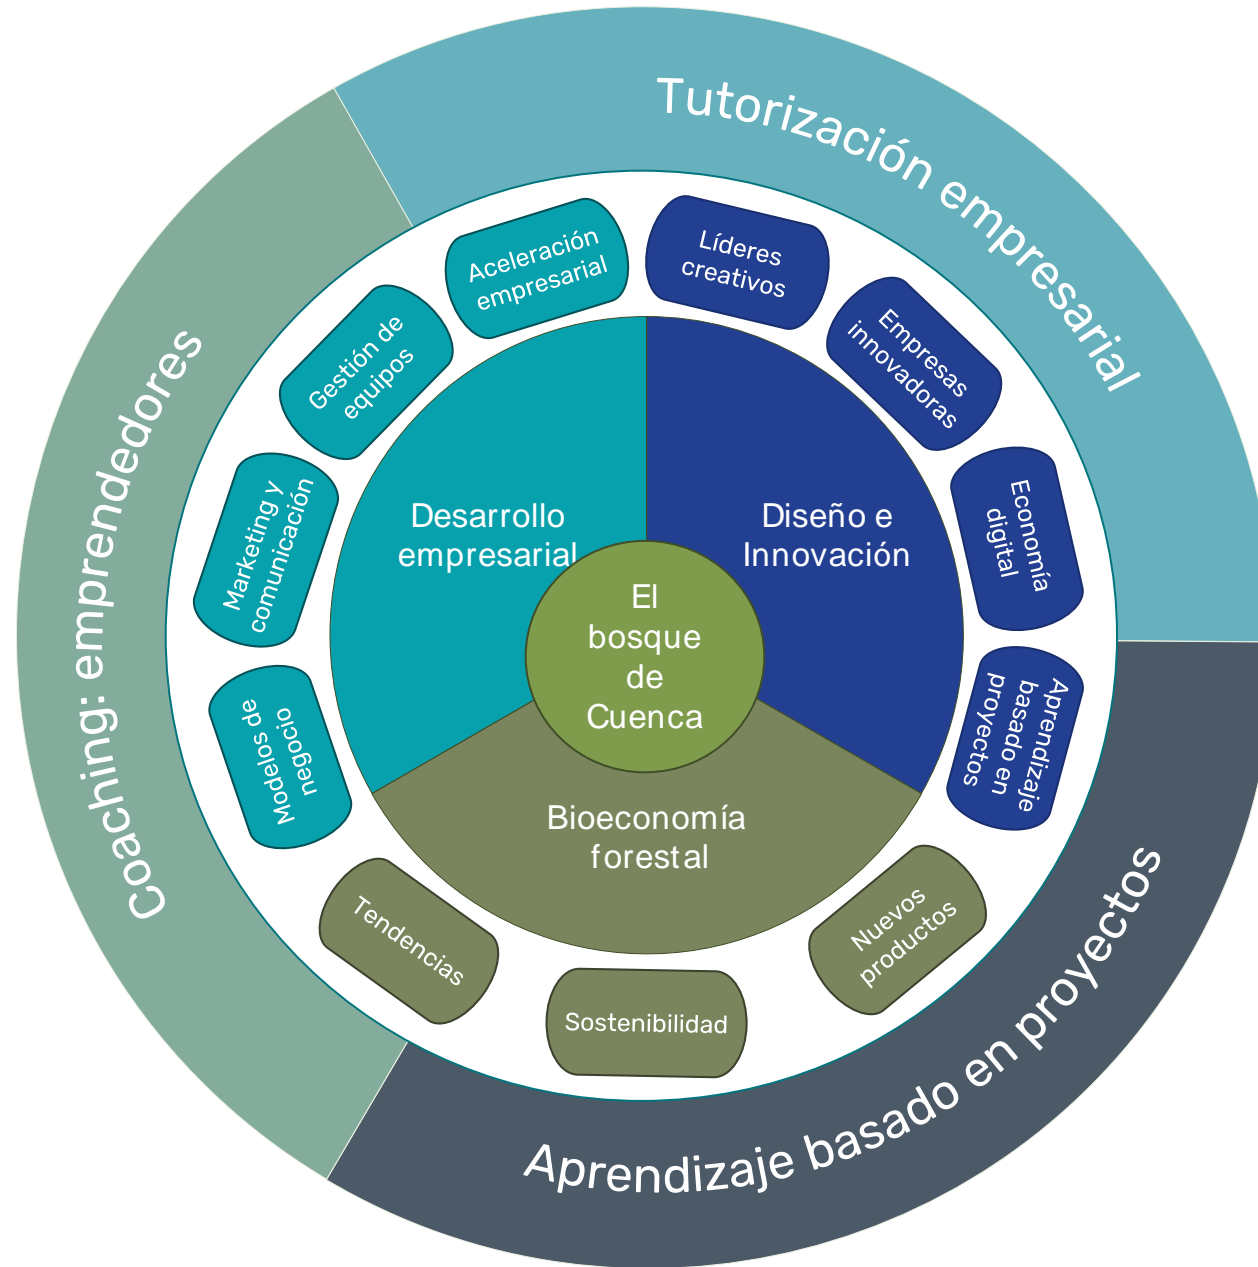 Tutorización empresarial
Coaching: emprendedores
Aprendizaje basado en proyectos
Aceleración
empresarial
Líderes
creativos
Gestión de
equipos
Empresas
innovadoras
Marketing y
comunicación
Economía
digital
Modelos de
negocio
Aprendizaje
basado en
proyectos
Tendencias
Sostenibilidad
Nuevos
productos
Desarrollo
empresarial
Diseño e
Innovación
El
bosque
de
Cuenca
Bioeconomía
forestal